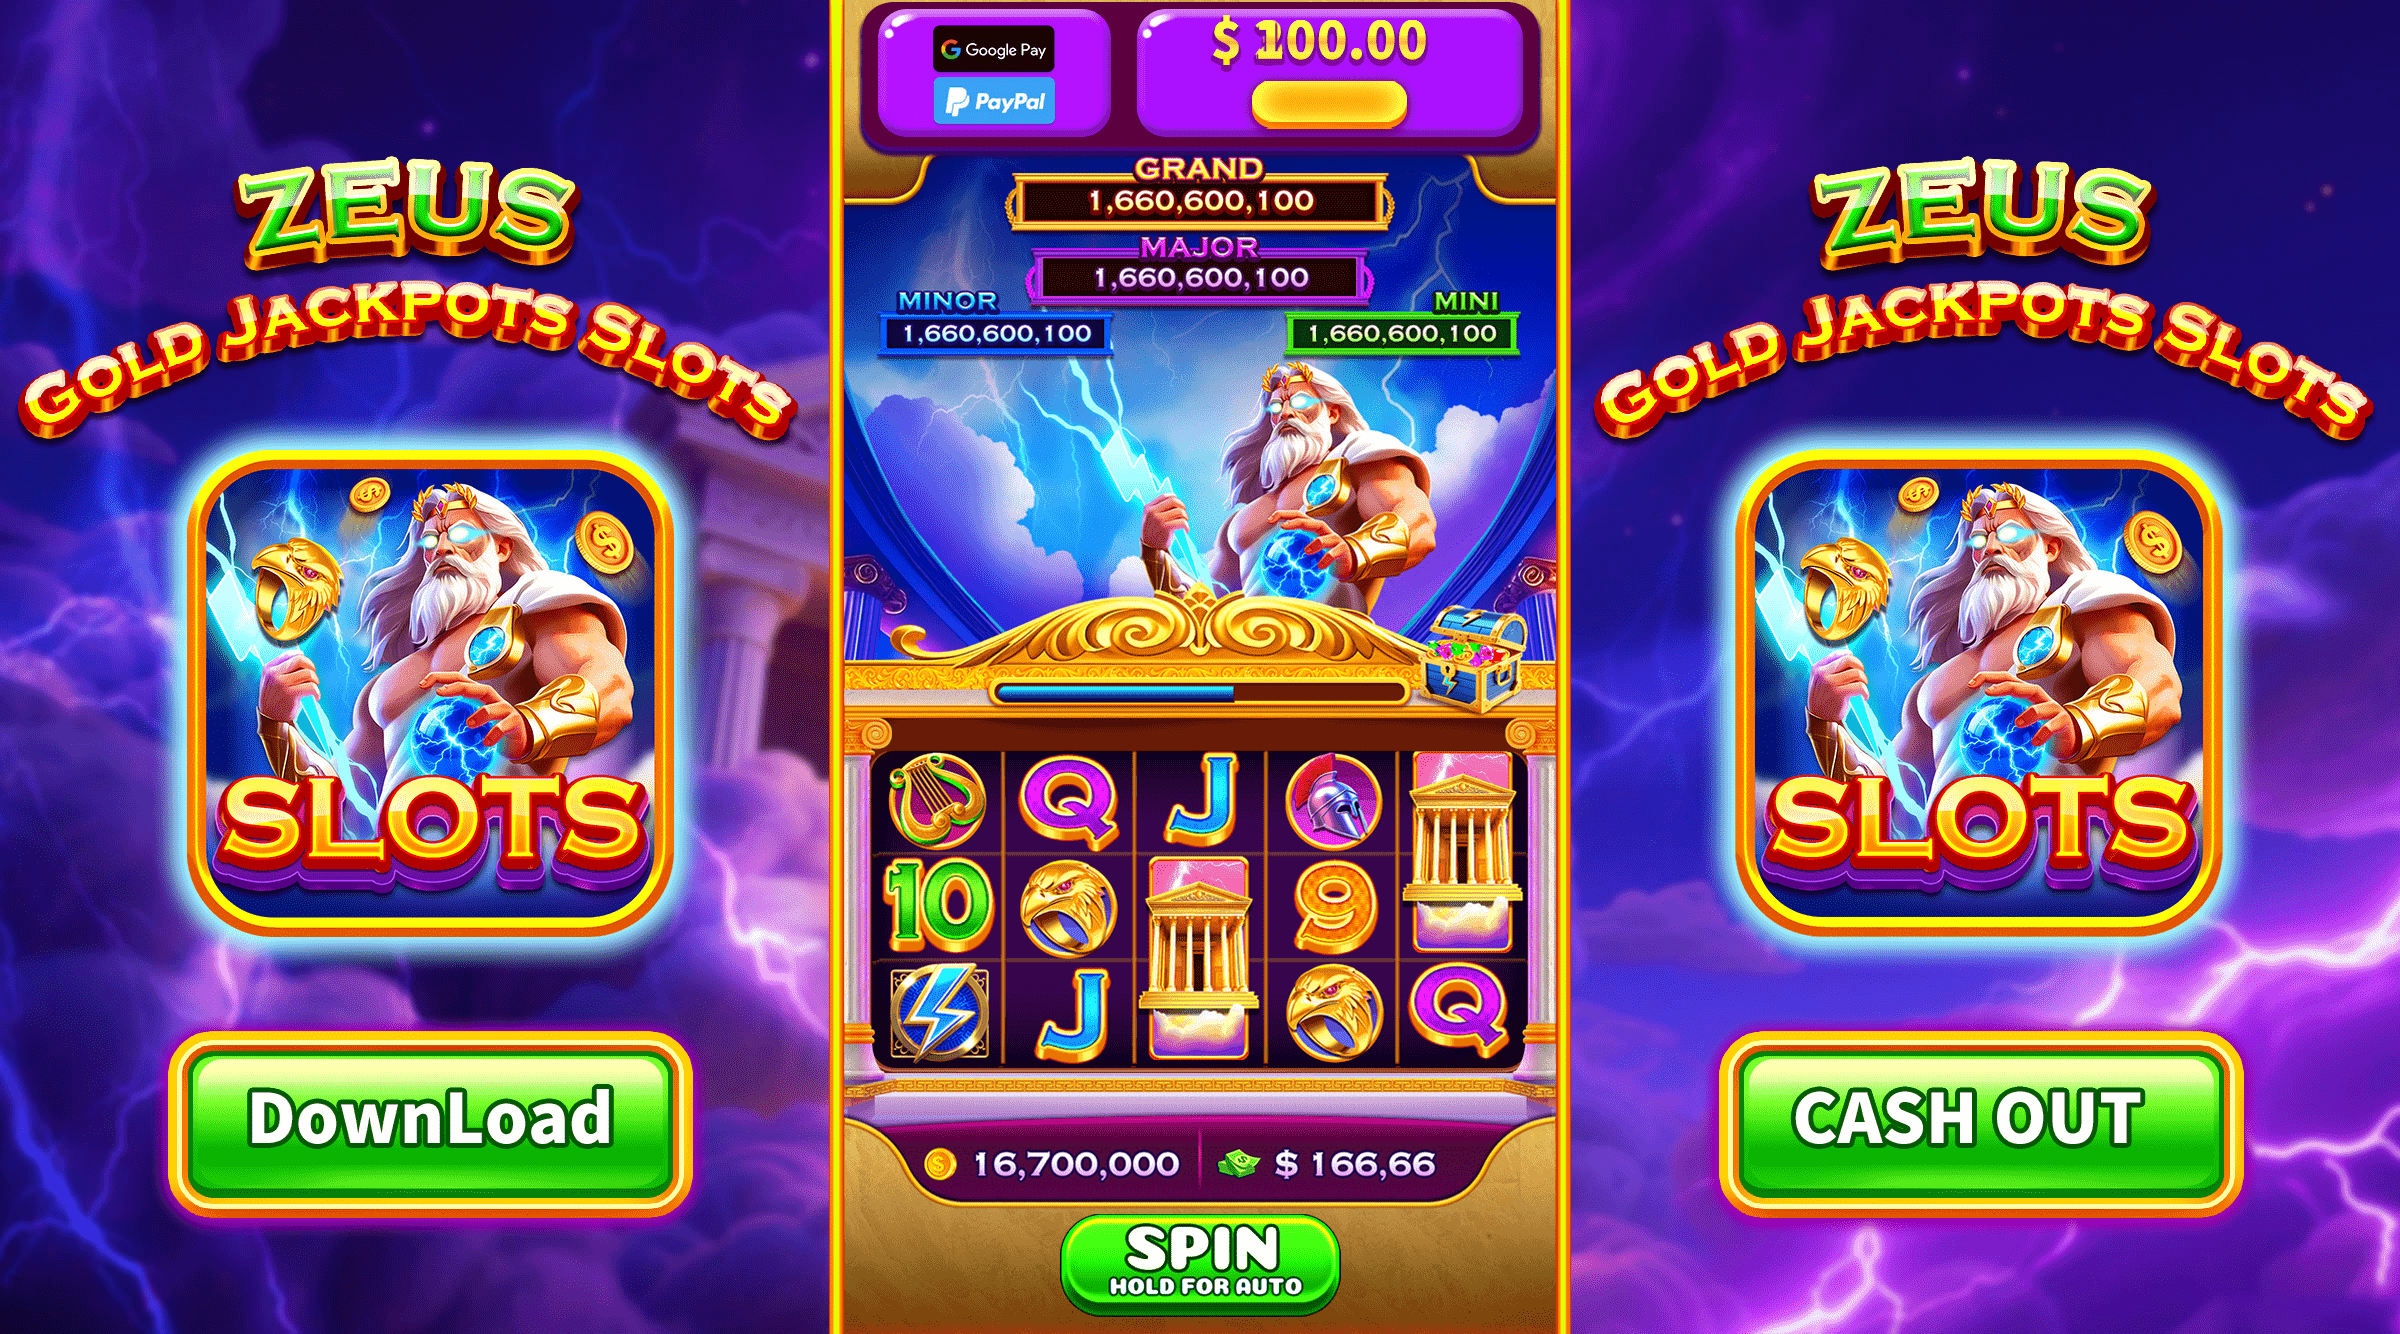 ZEUS
GOLD JACKPOTS SLOTS
SLOTS
DownLoad
Google Pay
PayPal
$ 100.00
GRAND
1,660,600,100
MAJOR
1,660,600,100
MINOR
1,660,600,100
MINI
1,660,600,100
Q
J
10
9
J
Q
16,700,000
$ 166,66
SPIN
HOLD FOR AUTO
ZEUS
GOLD JACKPOTS SLOTS
SLOTS
CASH OUT